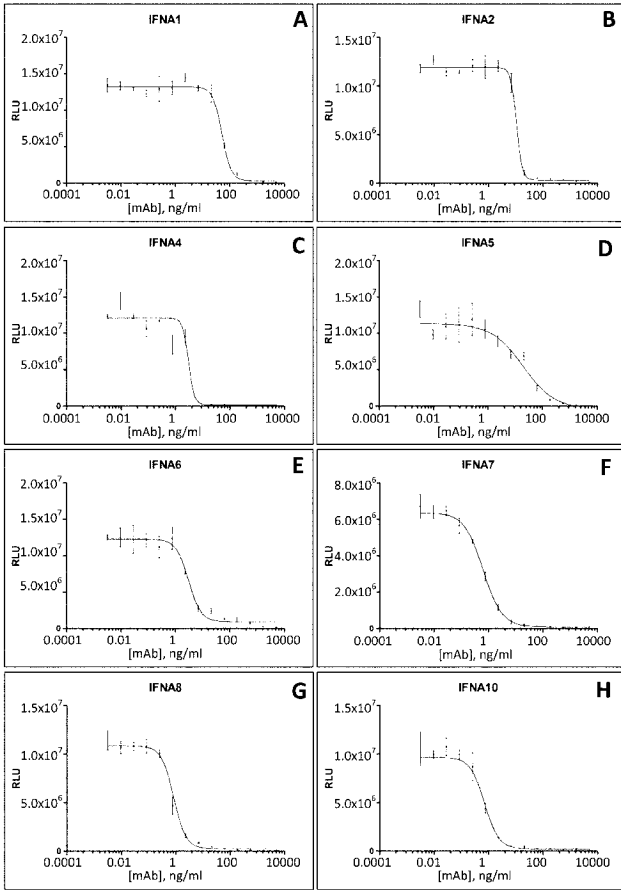 IFNA1
A
2.0x10⁷
1.5x10⁷
1.0x10⁷
5.0x10⁶
0
RLU
0.0001 0.01 1 100 10000
[mAb], ng/ml
IFNA2
B
1.5x10⁷
1.0x10⁷
5.0x10⁶
0
RLU
0.0001 0.01 1 100 10000
[mAb], ng/ml
IFNA4
C
2.0x10⁷
1.5x10⁷
1.0x10⁷
5.0x10⁶
0
RLU
0.0001 0.01 1 100 10000
[mAb], ng/ml
IFNA5
D
2.0x10⁷
1.5x10⁷
1.0x10⁷
5.0x10⁶
0
RLU
0.0001 0.01 1 100 10000
[mAb], ng/ml
IFNA6
E
2.0x10⁷
1.5x10⁷
1.0x10⁷
5.0x10⁶
0
RLU
0.0001 0.01 1 100 10000
[mAb], ng/ml
IFNA7
F
8.0x10⁶
6.0x10⁶
4.0x10⁶
2.0x10⁶
0
RLU
0.0001 0.01 1 100 10000
[mAb], ng/ml
IFNA8
G
1.5x10⁷
1.0x10⁷
5.0x10⁶
0
RLU
0.0001 0.01 1 100 10000
[mAb], ng/ml
IFNA10
H
1.5x10⁷
1.0x10⁷
5.0x10⁶
0
RLU
0.0001 0.01 1 100 10000
[mAb], ng/ml